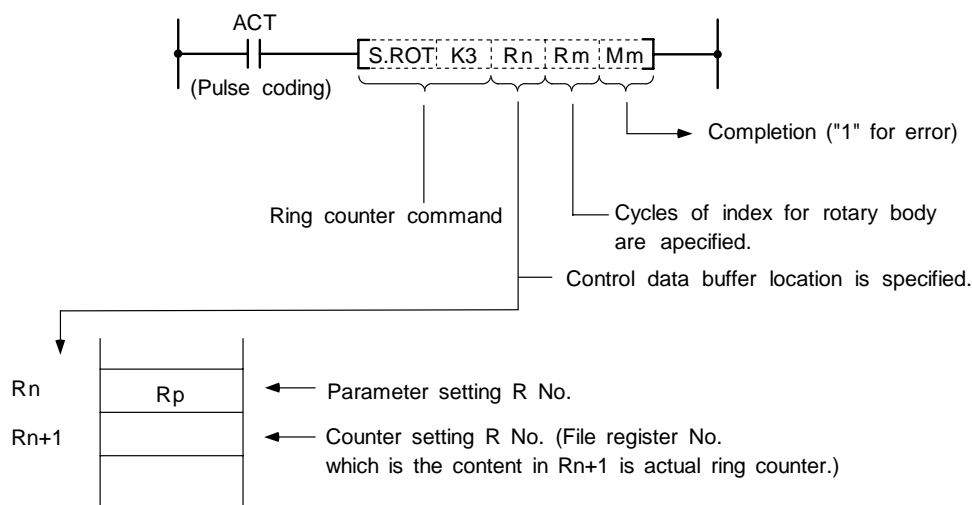 ACT
S.ROT K3 Rn Rm Mm
(Pulse coding)
Completion ("1" for error)
Ring counter command
Cycles of index for rotary body
are apecified.
Control data buffer location is specified.
Rn Rp Parameter setting R No.
Rn+1 Counter setting R No. (File register No.
which is the content in Rn+1 is actual ring counter.)